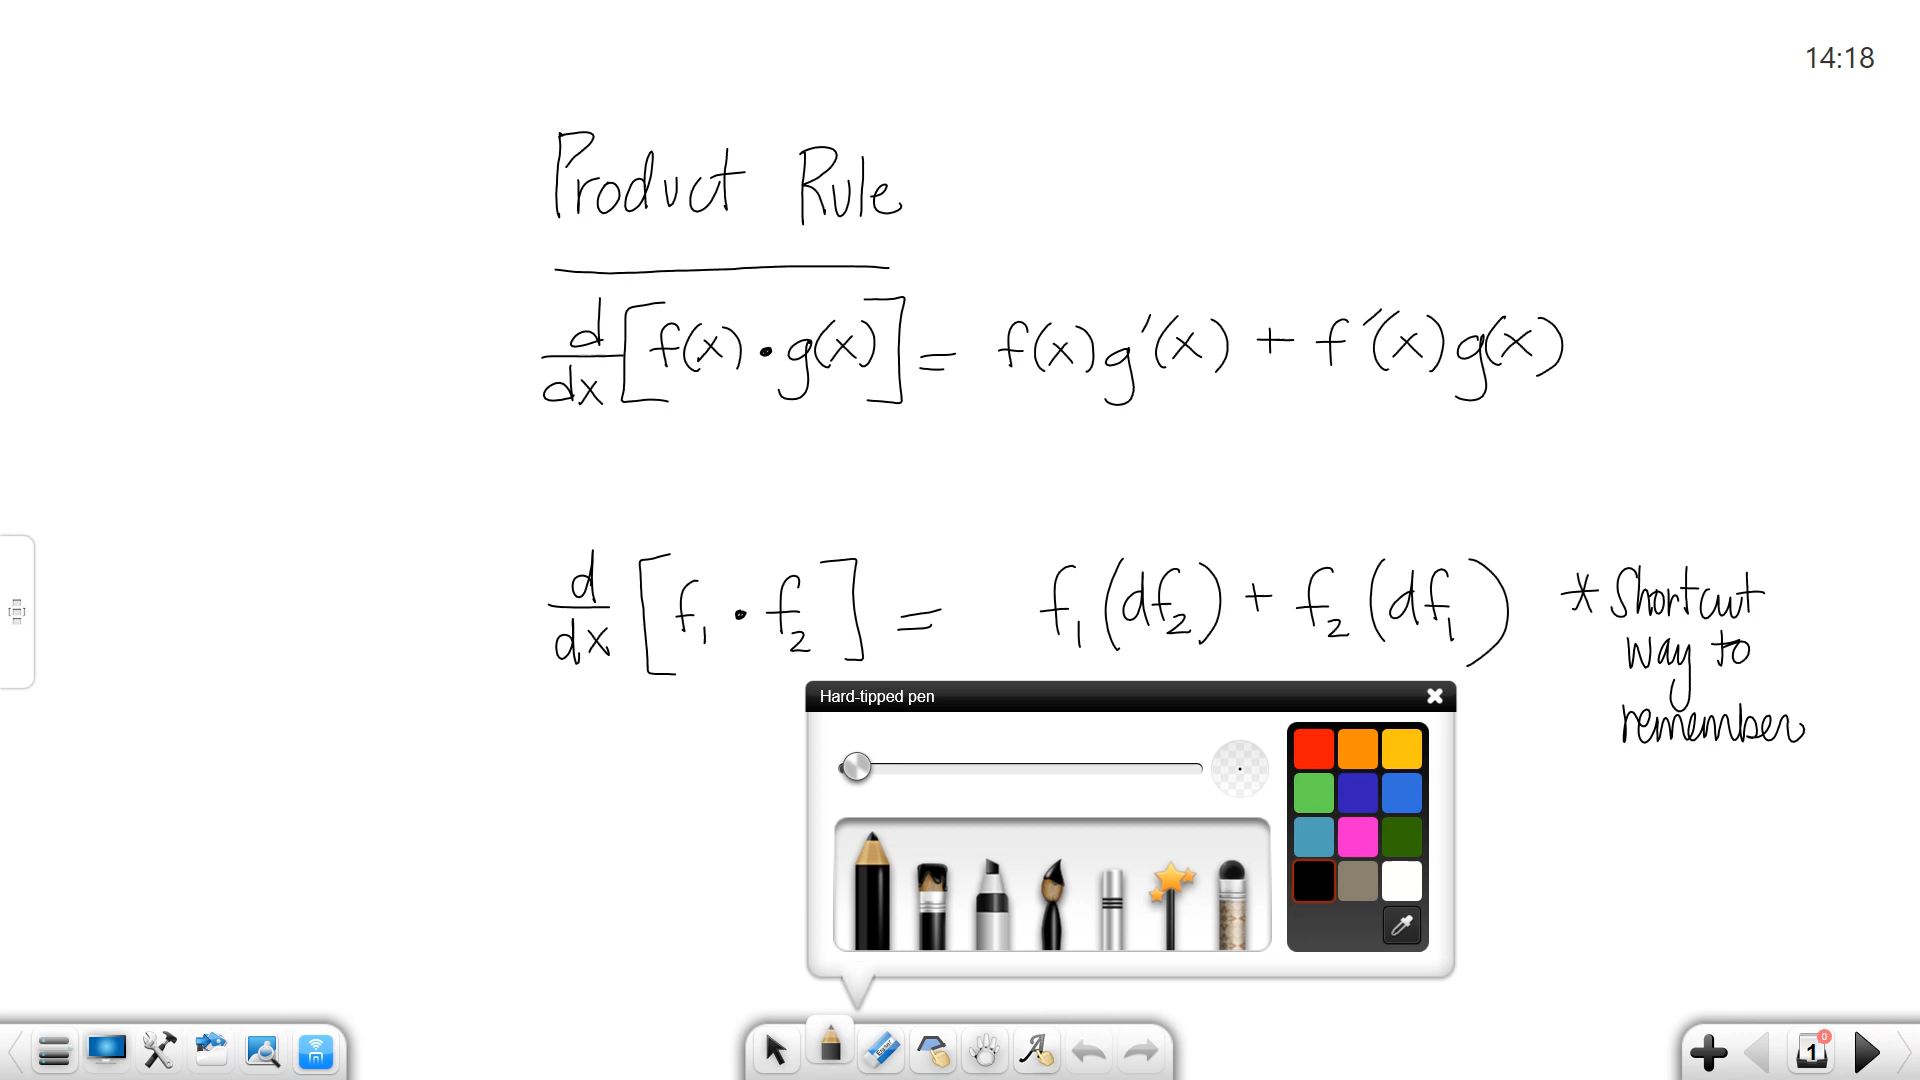 14:18
Product Rule
d/dx [f(x) • g(x)] = f(x)g'(x) + f'(x)g(x)
d/dx [f₁ • f₂] = f₁(df₂) + f₂(df₁) * Shortcut
way to
remember
Hard-tipped pen
Eraser
A
1
0